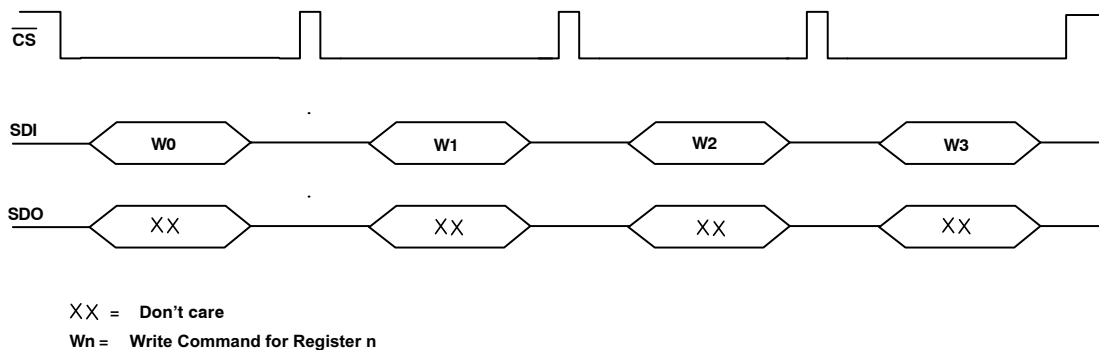 CS
SDI
W0 W1 W2 W3
SDO
XX XX XX XX
XX = Don't care
Wn = Write Command for Register n